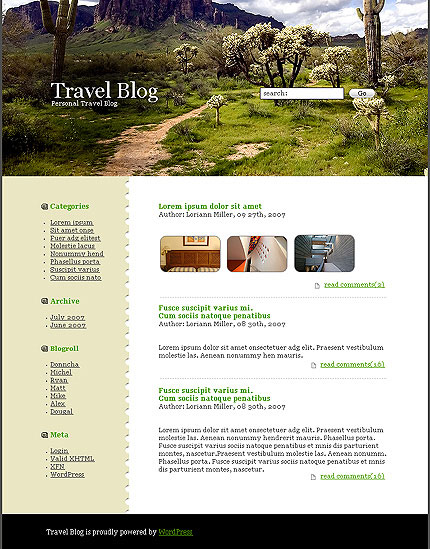 Travel Blog
Personal Travel Blog
search:
Go
Categories
Lorem ipsum
Sit amet onse
Puer adg elitest
Molestie lacus
Nonummy hend
Phasellus porta
Suscipit varius
Cum sociis nato
Archive
July 2007
June 2007
Blogroll
Donncha
Michel
Ryan
Matt
Mike
Alex
Dougal
Meta
Login
Valid XHTML
XFN
WordPress
Lorem ipsum dolor sit amet
Author: Loriann Miller, 09 27th, 2007
read comments(2)
Fusce suscipit varius mi.
Cum sociis natoque penatibus
Author: Loriann Miller, 08 30th, 2007
Lorem ipsum dolor sit amet onsectetuer adg elit. Praesent vestibulum
molestie las. Aenean nonummy hen mauris.
read comments(16)
Fusce suscipit varius mi.
Cum sociis natoque penatibus
Author: Loriann Miller, 08 30th, 2007
Lorem ipsum dolor sit amet onsectetuer adg elit. Praesent vestibulum
molestie las. Aenean nonummy hendrerit mauris. Phasellus porta.
Fusce suscipit varius mi sociis natoque penatibus et mnis dis parturient
montes, nascetur.Praesent vestibulum molestie las. Aenean nonumm.
Phasellus porta. Fusce suscipit varius sociis natoque penatibus et mnis
dis parturient montes, nascetur.
read comments(16)
Travel Blog is proudly powered by WordPress